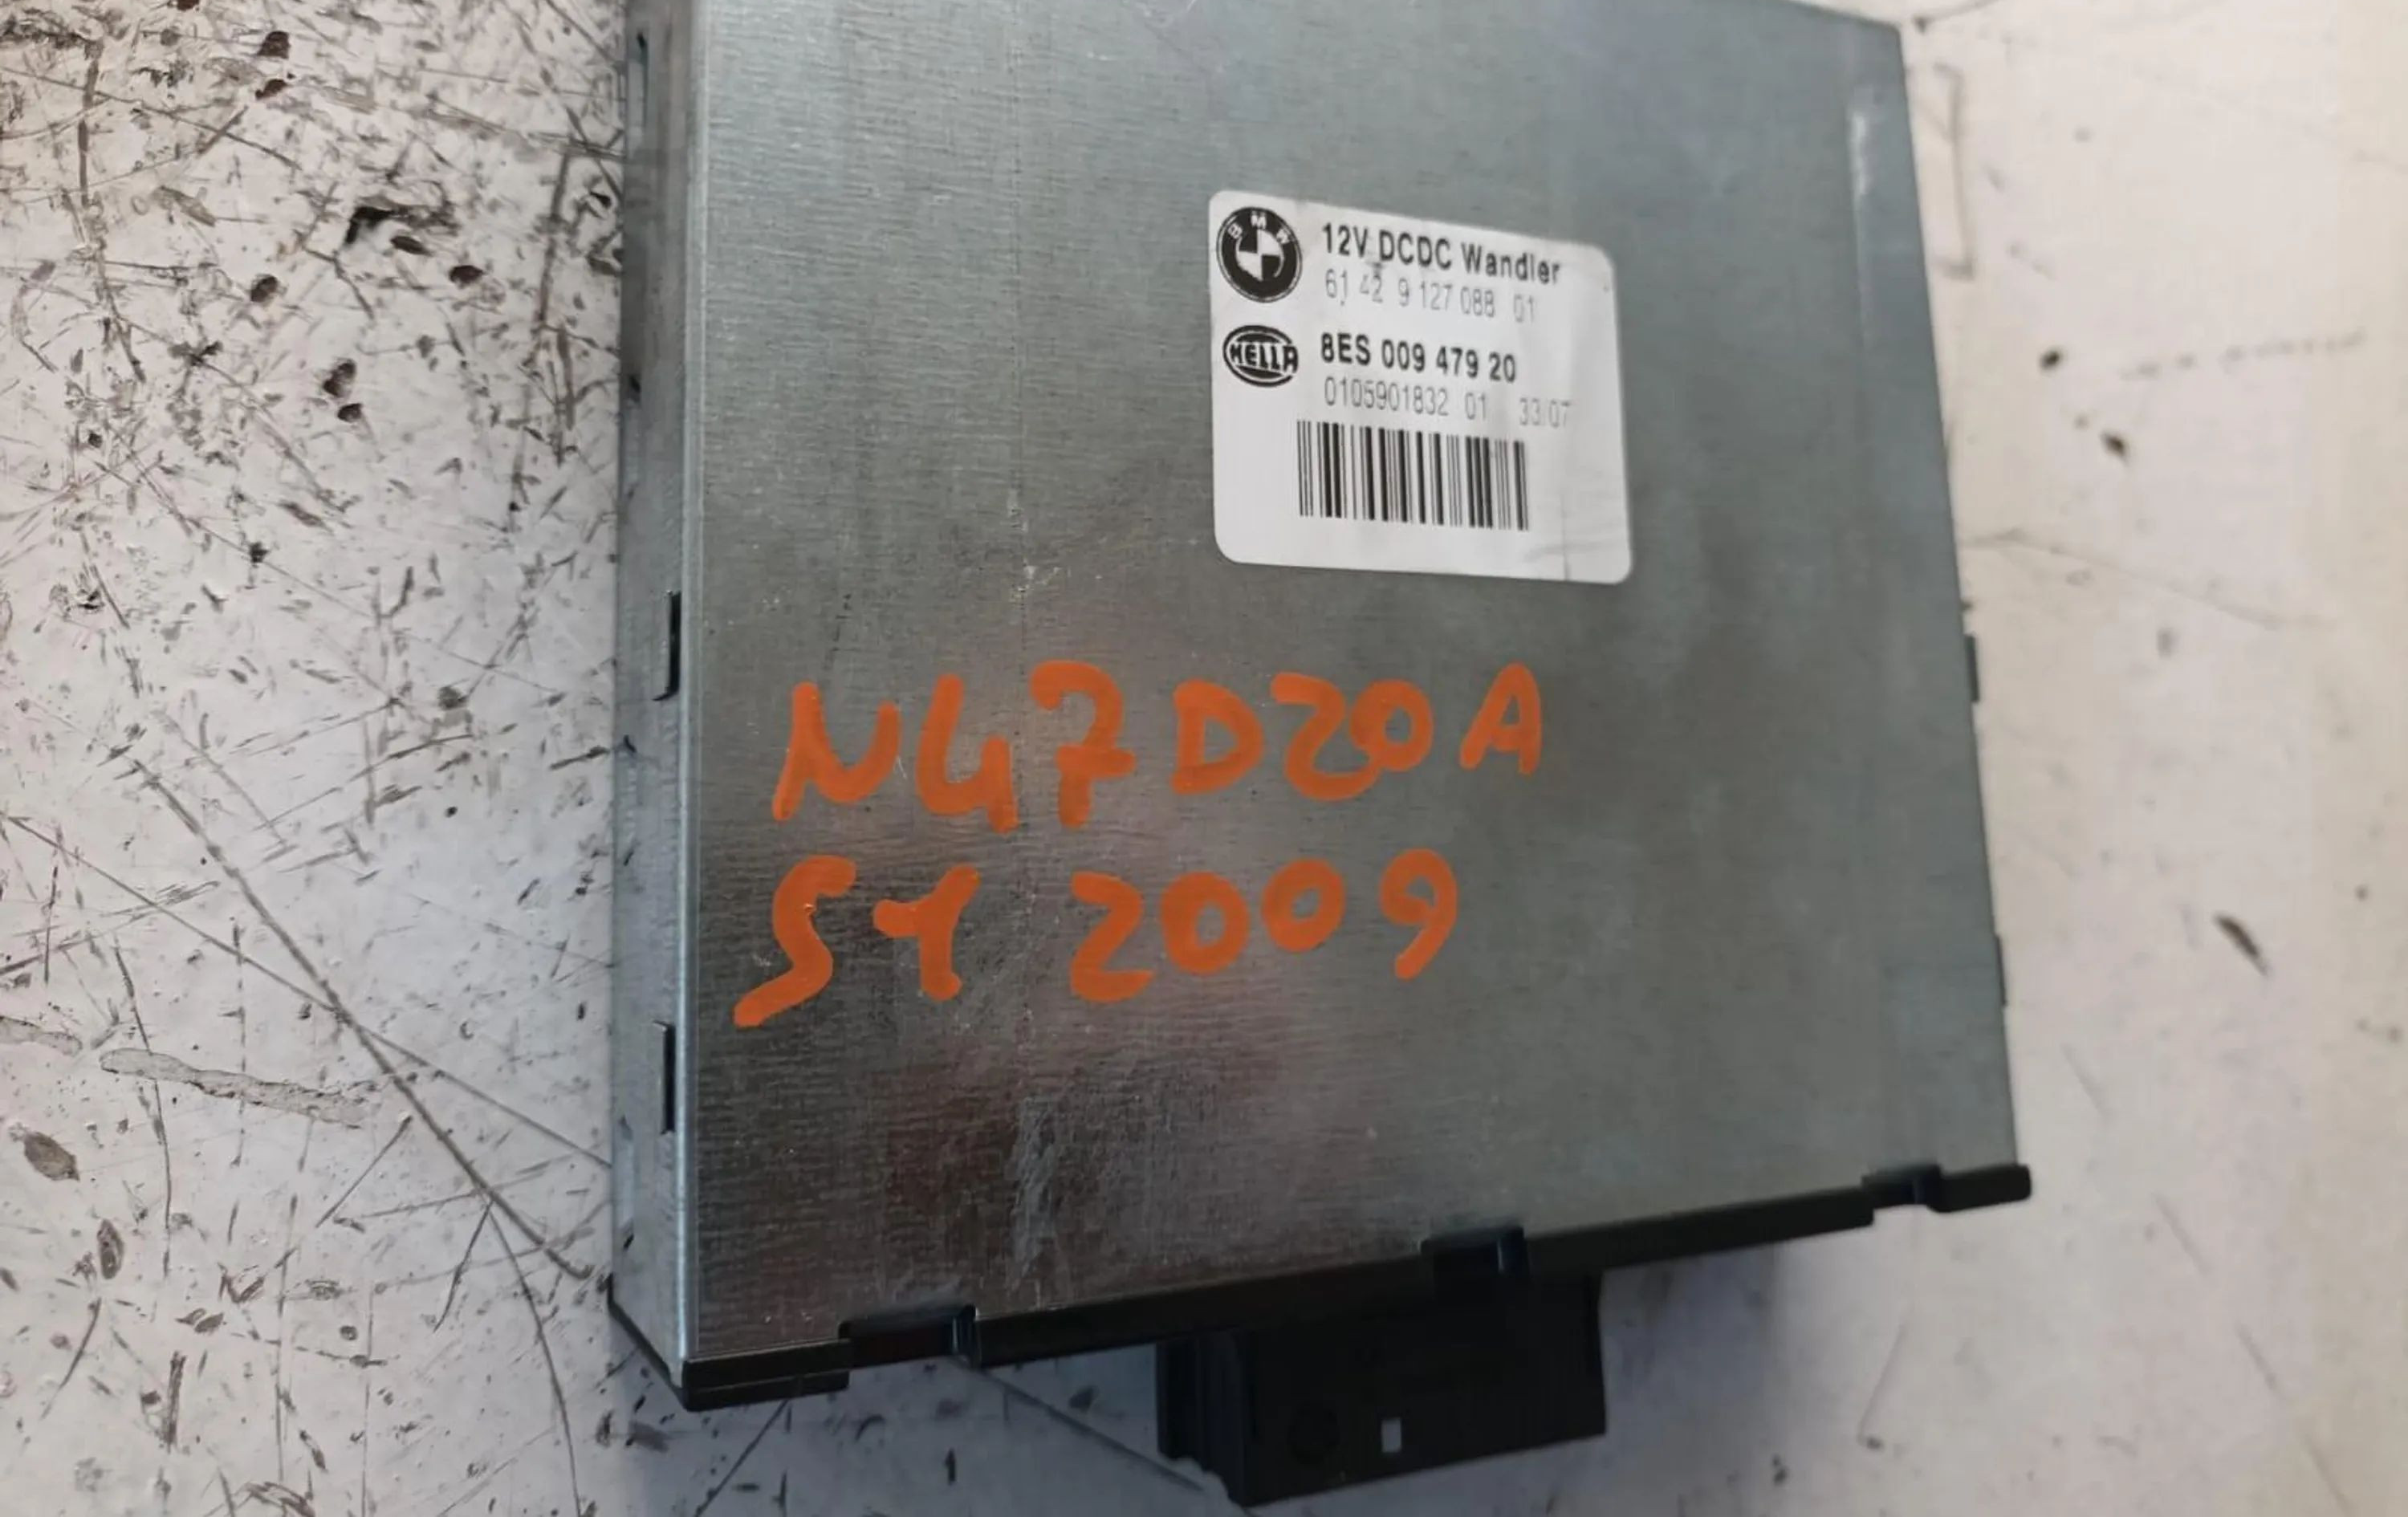 BMW
12V DCDC Wandler
61 42 9 127 088 01
HELLA
8ES 009 479 20
0105901832 01 33.07
N47D20A
SY 2009